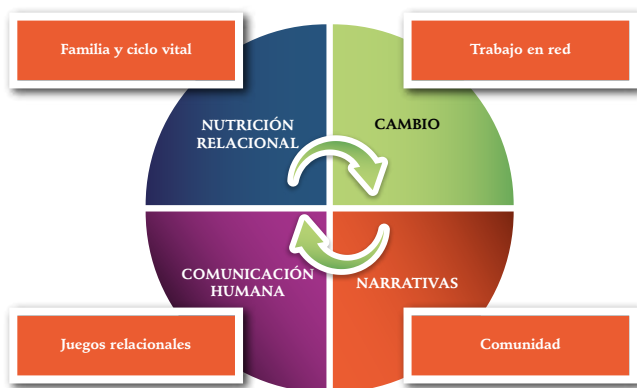 Familia y ciclo vital
Trabajo en red
NUTRICIÓN
RELACIONAL
CAMBIO
COMUNICACIÓN
HUMANA
NARRATIVAS
Juegos relacionales
Comunidad